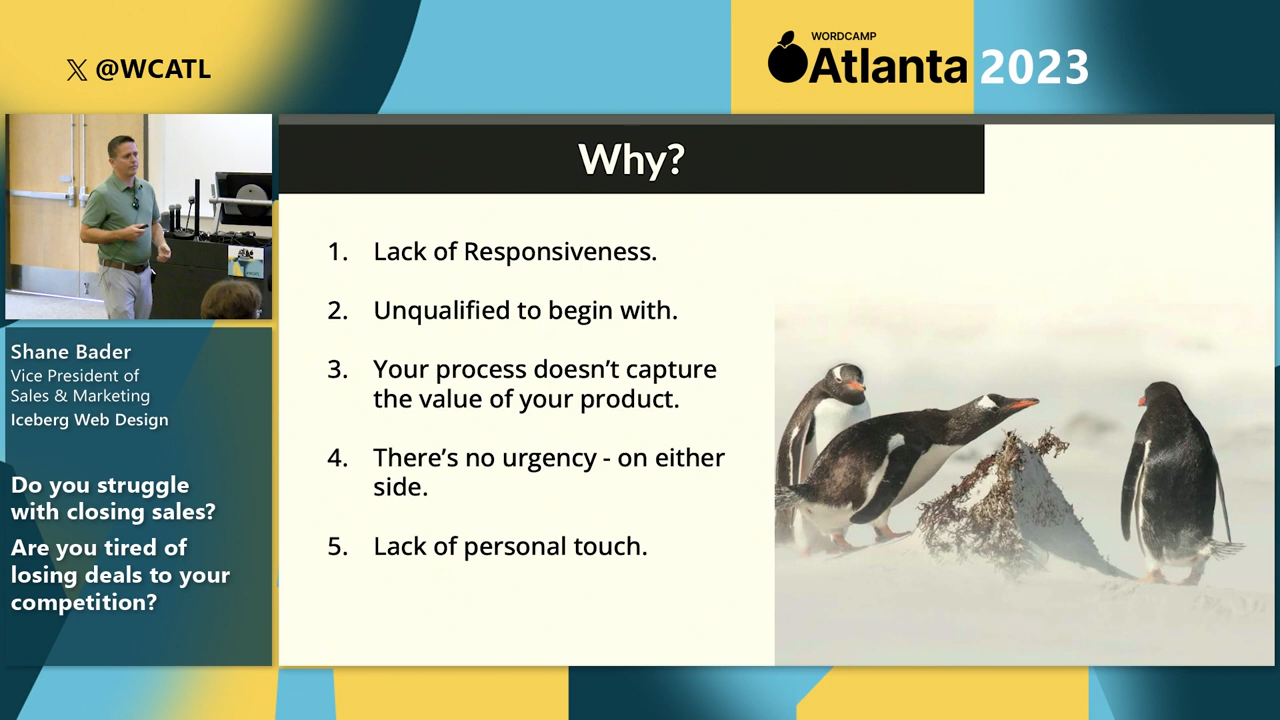 𝕏 @WCATL
WORDCAMP
Atlanta 2023
Why?
1. Lack of Responsiveness.
2. Unqualified to begin with.
3. Your process doesn’t capture
the value of your product.
4. There’s no urgency - on either
side.
5. Lack of personal touch.
Shane Bader
Vice President of
Sales & Marketing
Iceberg Web Design
Do you struggle
with closing sales?
Are you tired of
losing deals to your
competition?